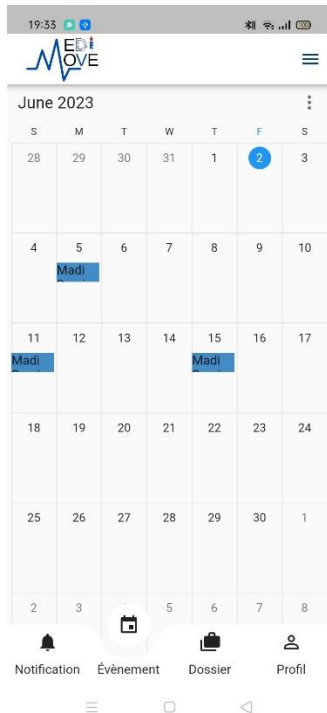 19:33
EDI
MOVE
June 2023
S M T W T F S
28 29 30 31 1 2 3
4 5 6 7 8 9 10
Madi
11 12 13 14 15 16 17
Madi Madi
18 19 20 21 22 23 24
25 26 27 28 29 30 1
2 3 5 6 7 8
Notification Évènement Dossier Profil